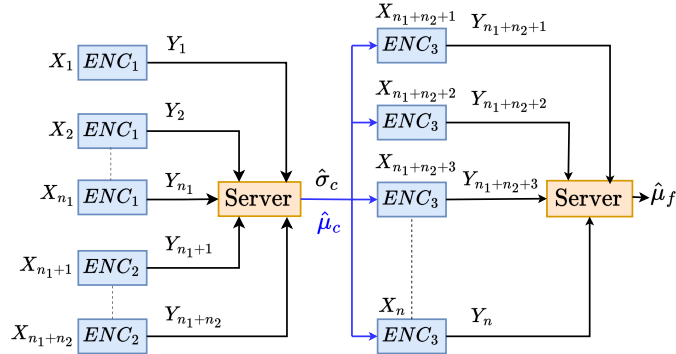 X_1 ENC_1 Y_1
X_2 ENC_1 Y_2
X_{n_1} ENC_1 Y_{n_1}
X_{n_1+1} ENC_2 Y_{n_1+1}
X_{n_1+n_2} ENC_2 Y_{n_1+n_2}
Server
\hat{σ}_c
\hat{μ}_c
X_{n_1+n_2+1}
ENC_3 Y_{n_1+n_2+1}
X_{n_1+n_2+2}
ENC_3 Y_{n_1+n_2+2}
X_{n_1+n_2+3}
ENC_3 Y_{n_1+n_2+3}
X_n
ENC_3 Y_n
Server
\hat{μ}_f